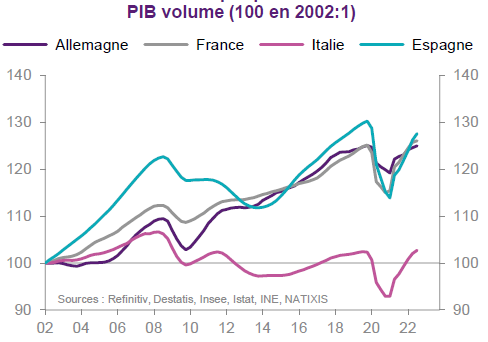 PIB volume (100 en 2002:1)
Allemagne France Italie Espagne
140 140
130 130
120 120
110 110
100 100
90 90
Sources : Refinitiv, Destatis, Insee, Istat, INE, NATIXIS
02 04 06 08 10 12 14 16 18 20 22